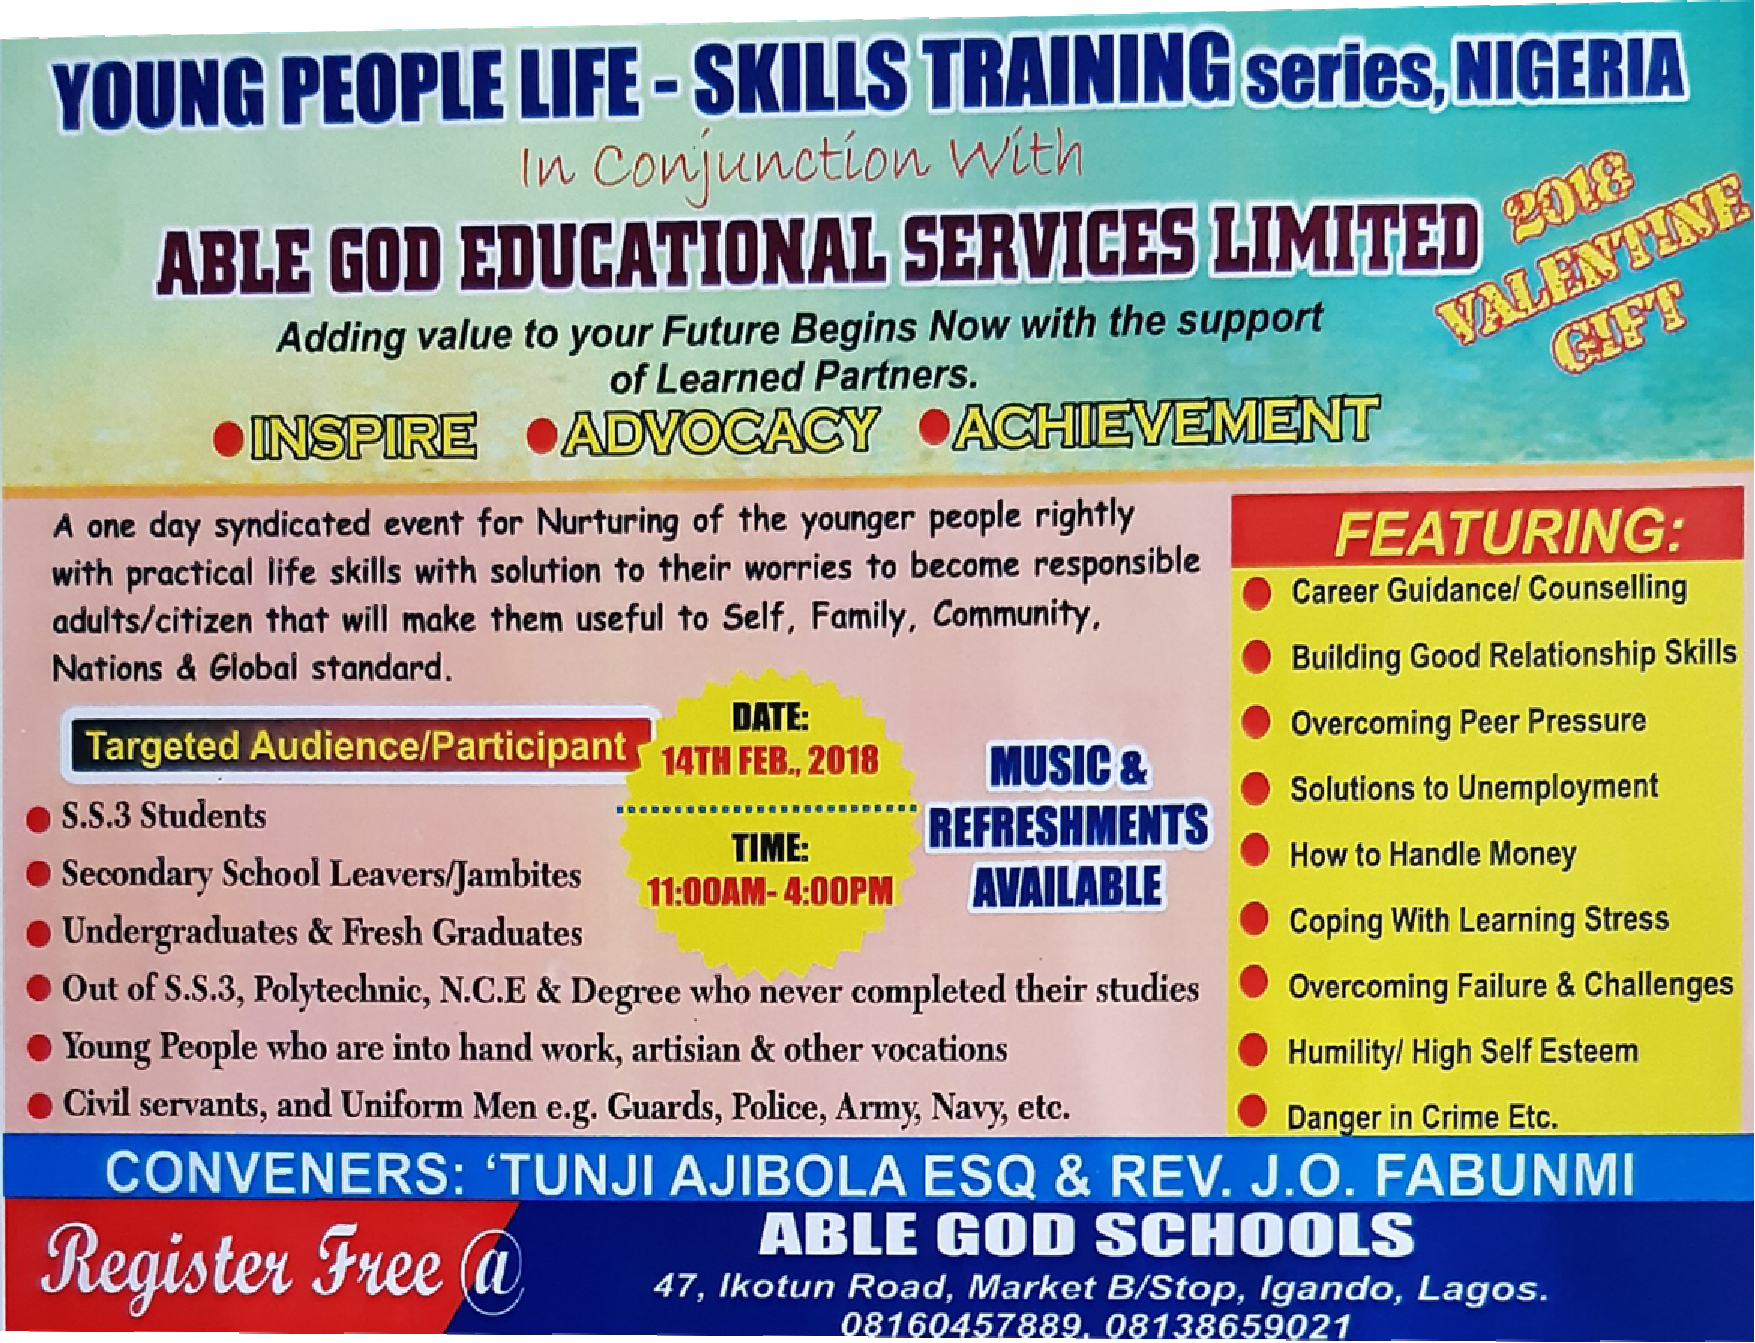 YOUNG PEOPLE LIFE - SKILLS TRAINING series, NIGERIA
In Conjunction With
ABLE GOD EDUCATIONAL SERVICES LIMITED
2018
VALENTINE
GIFT
Adding value to your Future Begins Now with the support
of Learned Partners.
•INSPIRE •ADVOCACY •ACHIEVEMENT
A one day syndicated event for Nurturing of the younger people rightly
with practical life skills with solution to their worries to become responsible
adults/citizen that will make them useful to Self, Family, Community,
Nations & Global standard.
Targeted Audience/Participant
• S.S.3 Students
• Secondary School Leavers/Jambites
• Undergraduates & Fresh Graduates
• Out of S.S.3, Polytechnic, N.C.E & Degree who never completed their studies
• Young People who are into hand work, artisian & other vocations
• Civil servants, and Uniform Men e.g. Guards, Police, Army, Navy, etc.
DATE:
14TH FEB., 2018
TIME:
11:00AM- 4:00PM
MUSIC &
REFRESHMENTS
AVAILABLE
FEATURING:
• Career Guidance/ Counselling
• Building Good Relationship Skills
• Overcoming Peer Pressure
• Solutions to Unemployment
• How to Handle Money
• Coping With Learning Stress
• Overcoming Failure & Challenges
• Humility/ High Self Esteem
• Danger in Crime Etc.
CONVENERS: ‘TUNJI AJIBOLA ESQ & REV. J.O. FABUNMI
Register Free @
ABLE GOD SCHOOLS
47, Ikotun Road, Market B/Stop, Igando, Lagos.
08160457889, 08138659021